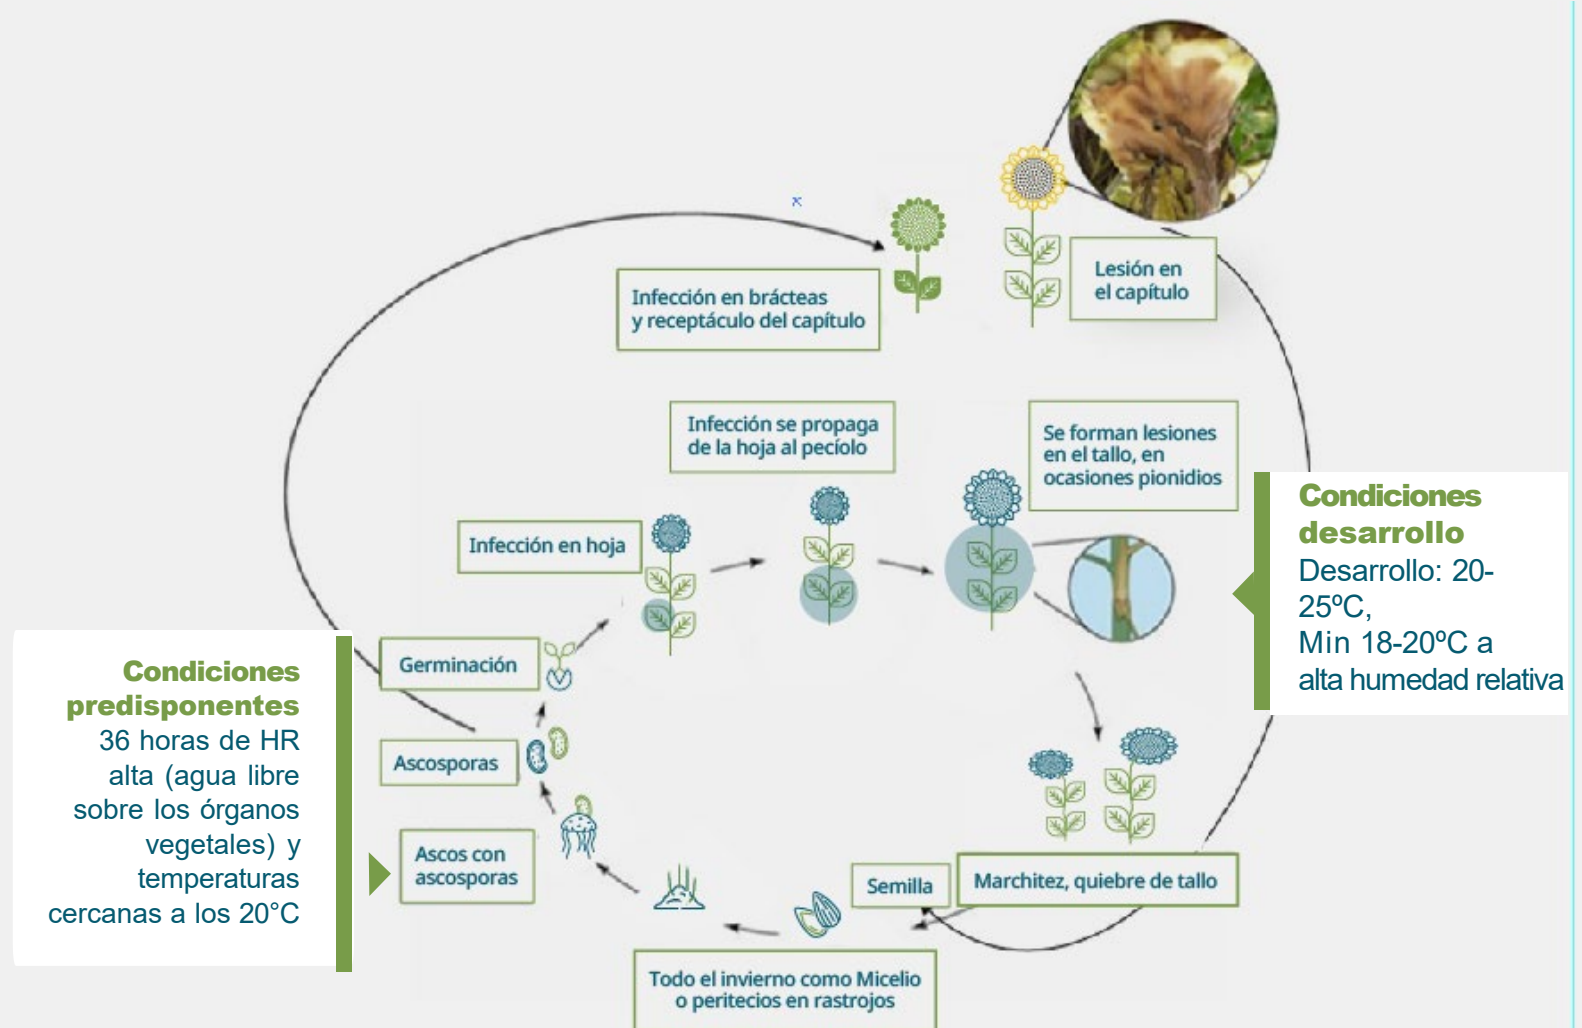 Infección en brácteas
y receptáculo del capítulo
Lesión en
el capítulo
Infección se propaga
de la hoja al pecíolo
Se forman lesiones
en el tallo, en
ocasiones pionidios
Infección en hoja
Condiciones
desarrollo
Desarrollo: 20-
25ºC,
Min 18-20ºC a
alta humedad relativa
Germinación
Condiciones
predisponentes
36 horas de HR
alta (agua libre
sobre los órganos
vegetales) y
temperaturas
cercanas a los 20°C
Ascosporas
Ascos con
ascosporas
Semilla
Marchitez, quiebre de tallo
Todo el invierno como Micelio
o peritecios en rastrojos